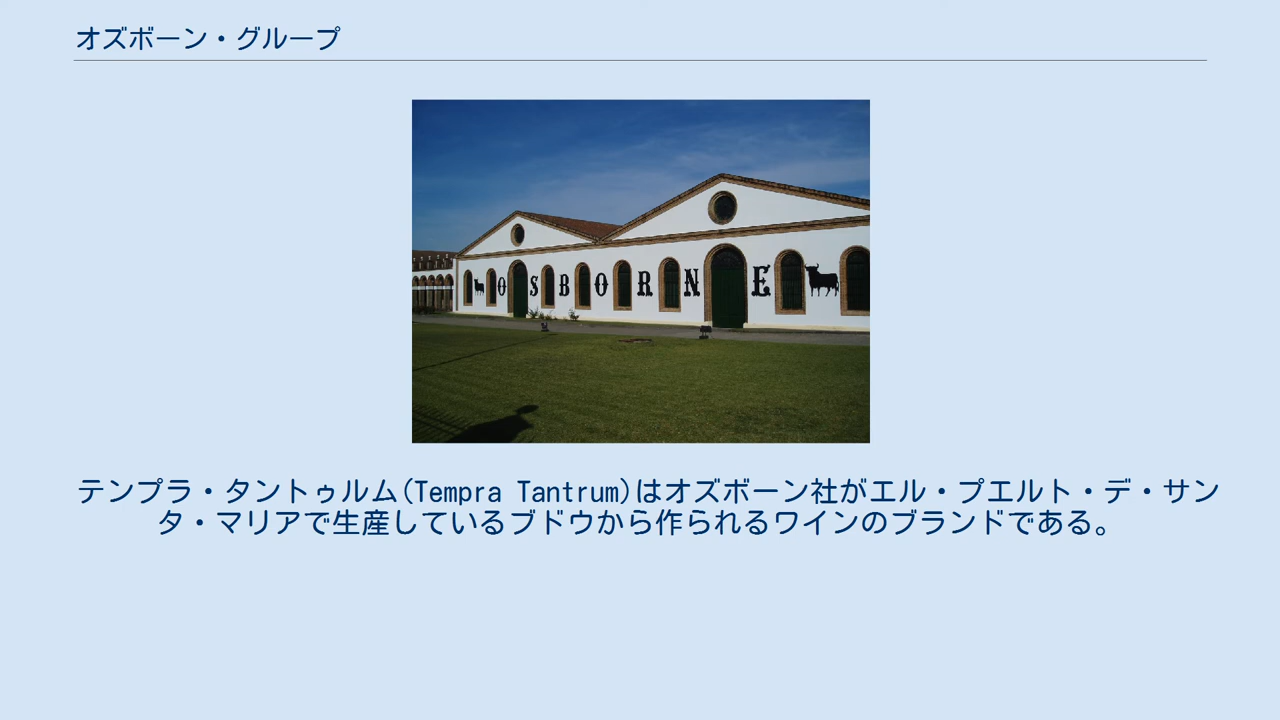 オズボーン・グループ
OSBORNE
テンプラ・タントゥルム(Tempra Tantrum)はオズボーン社がエル・プエルト・デ・サン
タ・マリアで生産しているブドウから作られるワインのブランドである。